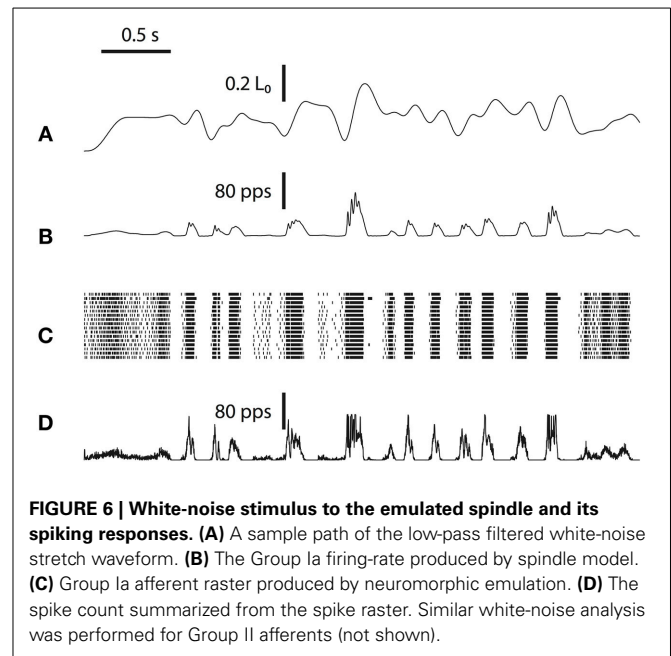 0.5 s
0.2 L₀
A
80 pps
B
C
80 pps
D
FIGURE 6 | White-noise stimulus to the emulated spindle and its
spiking responses. (A) A sample path of the low-pass filtered white-noise
stretch waveform. (B) The Group Ia firing-rate produced by spindle model.
(C) Group Ia afferent raster produced by neuromorphic emulation. (D) The
spike count summarized from the spike raster. Similar white-noise analysis
was performed for Group II afferents (not shown).